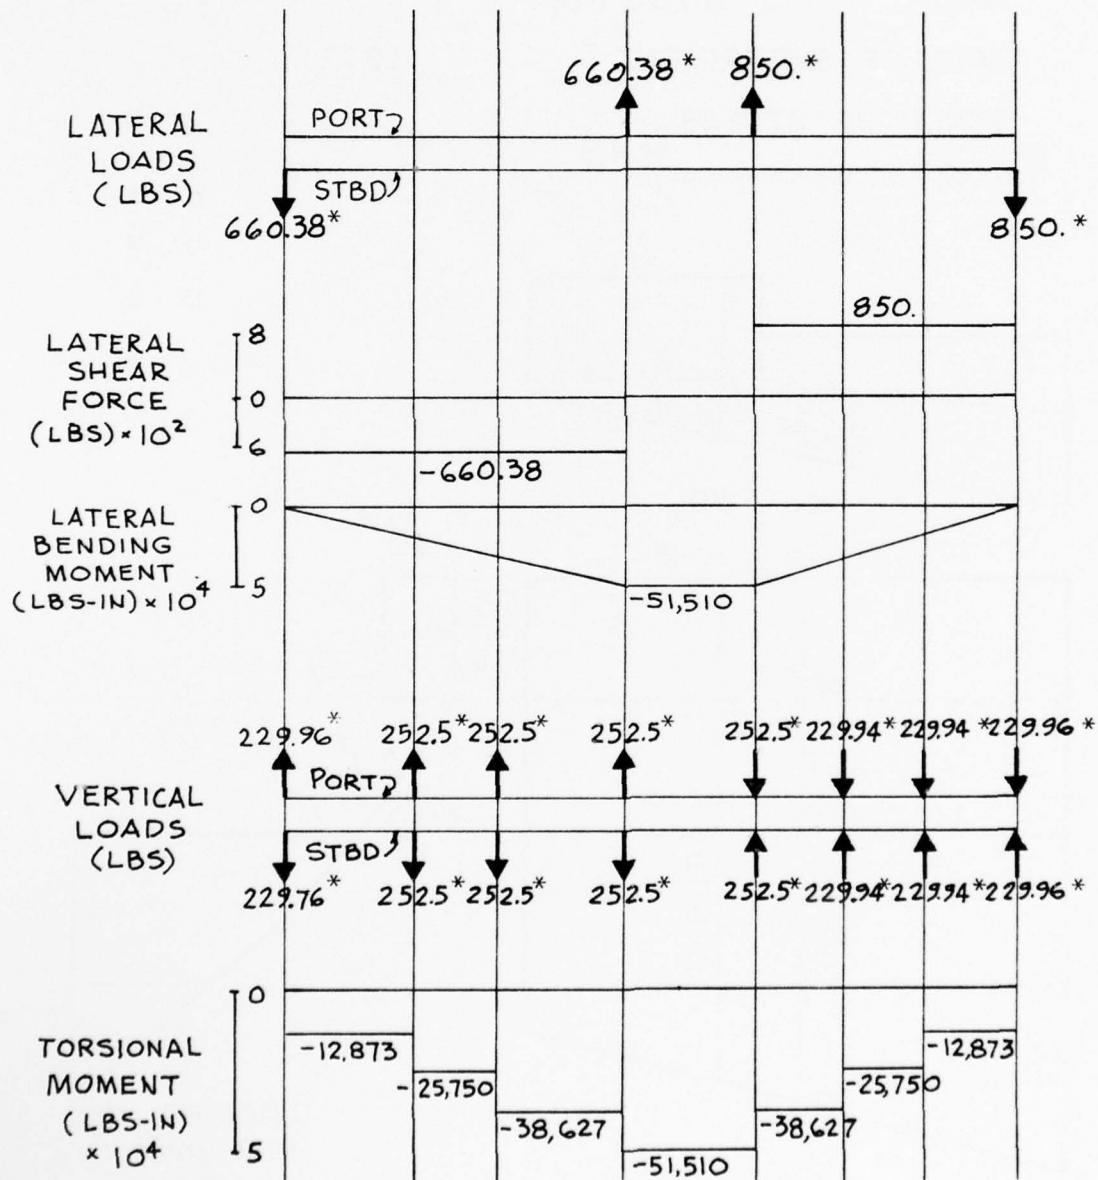 660.38* 850.*
LATERAL
LOADS
(LBS)
PORT
STBD
660.38* 850.*
850.
LATERAL
SHEAR
FORCE
(LBS) × 10²
8
0
6
-660.38
LATERAL
BENDING
MOMENT
(LBS-IN) × 10⁴
0
5
-51,510
229.96* 252.5* 252.5* 252.5* 252.5* 229.94* 229.94* 229.96*
VERTICAL
LOADS
(LBS)
PORT
STBD
229.76* 252.5* 252.5* 252.5* 252.5* 229.94* 229.94* 229.96*
TORSIONAL
MOMENT
(LBS-IN)
× 10⁴
0
5
-12,873 -12,873
-25,750 -25,750
-38,627 -38,627
-51,510